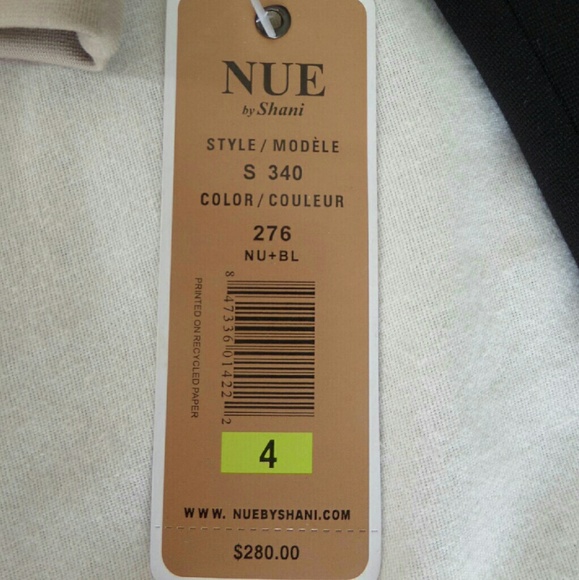 NUE
by Shani
STYLE / MODÈLE
S 340
COLOR / COULEUR
276
NU+BL
8 47336 01422 2
PRINTED ON RECYCLED PAPER
4
WWW. NUEBYSHANI.COM
$280.00